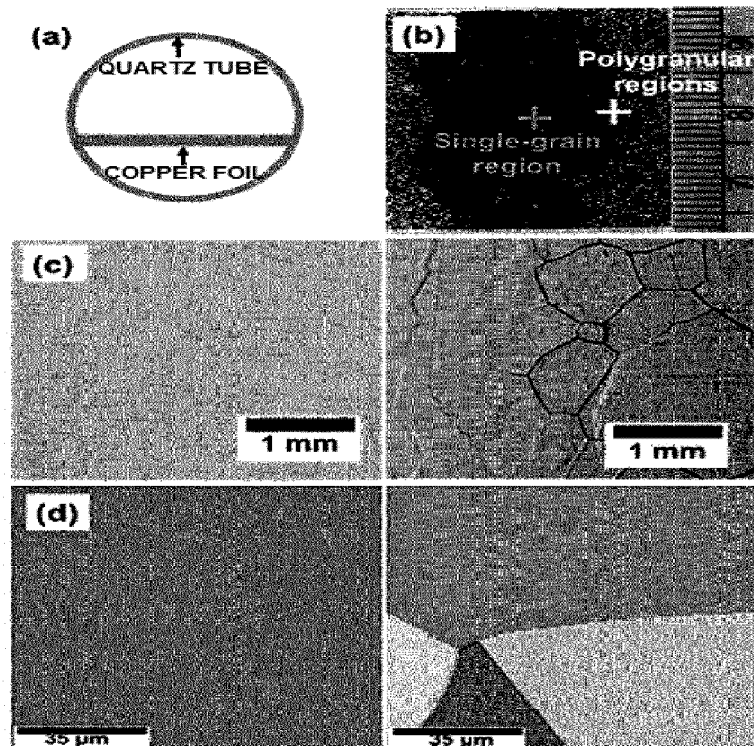 (a)
QUARTZ TUBE
COPPER FOIL
(b)
Polygranular
regions
Single-grain
region
(c)
1 mm
1 mm
(d)
35 µm
35 µm